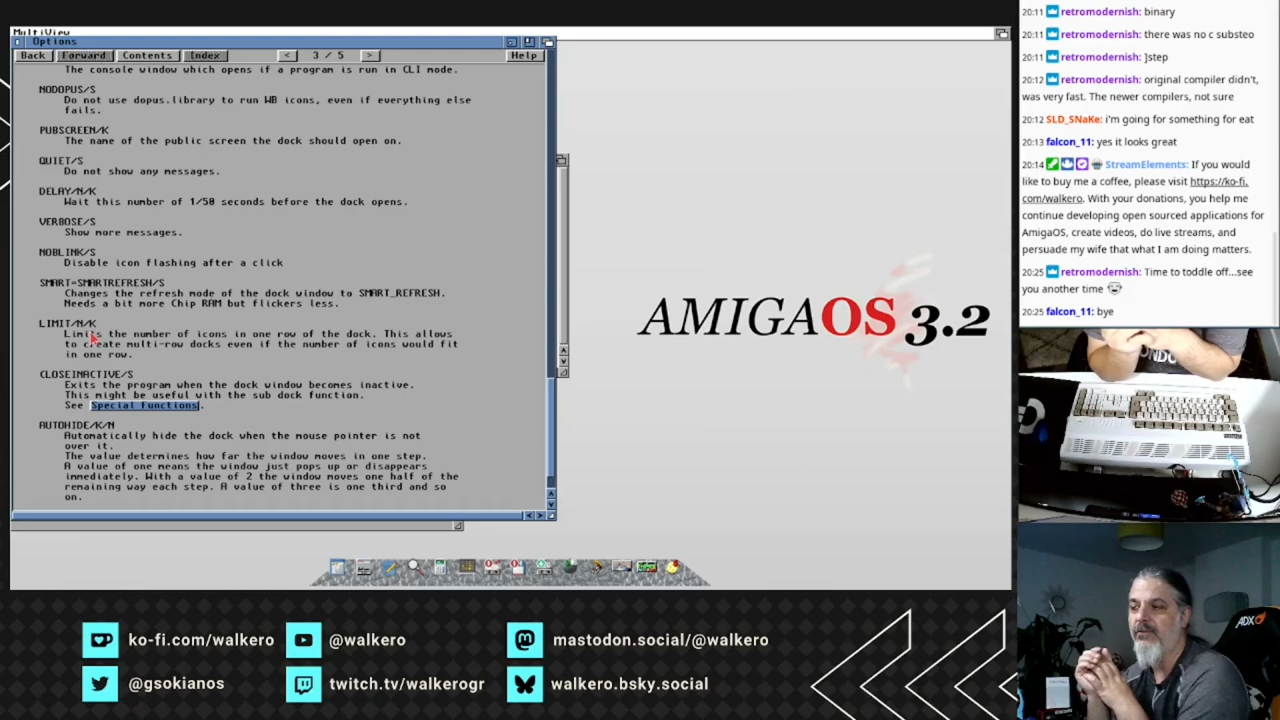 MultiView
Options
Back Forward Contents Index < 3 / 5 > Help
The console window which opens if a program is run in CLI mode.
NODOPUS/S
Do not use dopus.library to run WB icons, even if everything else
fails.
PUBSCREEN/K
The name of the public screen the dock should open on.
QUIET/S
Do not show any messages.
DELAY/N/K
Wait this number of 1/50 seconds before the dock opens.
VERBOSE/S
Show more messages.
NOBLINK/S
Disable icon flashing after a click
SMART=SMARTREFRESH/S
Changes the refresh mode of the dock window to SMART_REFRESH.
Needs a bit more Chip RAM but flickers less.
LIMIT/N/K
Limits the number of icons in one row of the dock. This allows
to create multi-row docks even if the number of icons would fit
in one row.
CLOSEINACTIVE/S
Exits the program when the dock window becomes inactive.
This might be useful with the sub dock function.
See Special Functions.
AUTOHIDE/K/N
Automatically hide the dock when the mouse pointer is not
over it.
The value determines how far the window moves in one step.
A value of one means the window just pops up or disappears
immediately. With a value of 2 the window moves one half of the
remaining way each step. A value of three is one third and so
on.
AMIGAOS 3.2
20:11 retromodernish: binary
20:11 retromodernish: there was no c substeo
20:11 retromodernish: ]step
20:12 retromodernish: original compiler didn't,
was very fast. The newer compilers, not sure
20:12 SLD_SNaKe: i'm going for something for eat
20:13 falcon_11: yes it looks great
20:14 StreamElements: If you would
like to buy me a coffee, please visit https://ko-fi.
com/walkero. With your donations, you help me
continue developing open sourced applications for
AmigaOS, create videos, do live streams, and
persuade my wife that what I am doing matters.
20:25 retromodernish: Time to toddle off...see
you another time
20:25 falcon_11: bye
ADX
ko-fi.com/walkero
@walkero
mastodon.social/@walkero
@gsokianos
twitch.tv/walkerogr
walkero.bsky.social